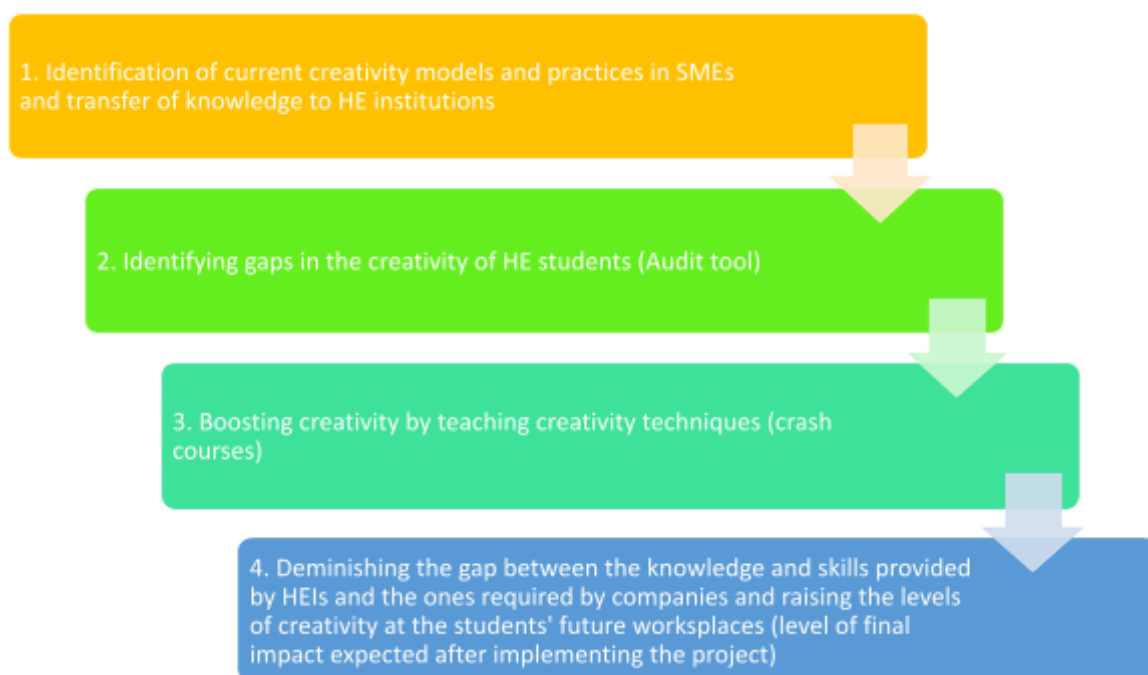 1. Identification of current creativity models and practices in SMEs
and transfer of knowledge to HE institutions
2. Identifying gaps in the creativity of HE students (Audit tool)
3. Boosting creativity by teaching creativity techniques (crash
courses)
4. Deminishing the gap between the knowledge and skills provided
by HEIs and the ones required by companies and raising the levels
of creativity at the students' future worksplaces (level of final
impact expected after implementing the project)